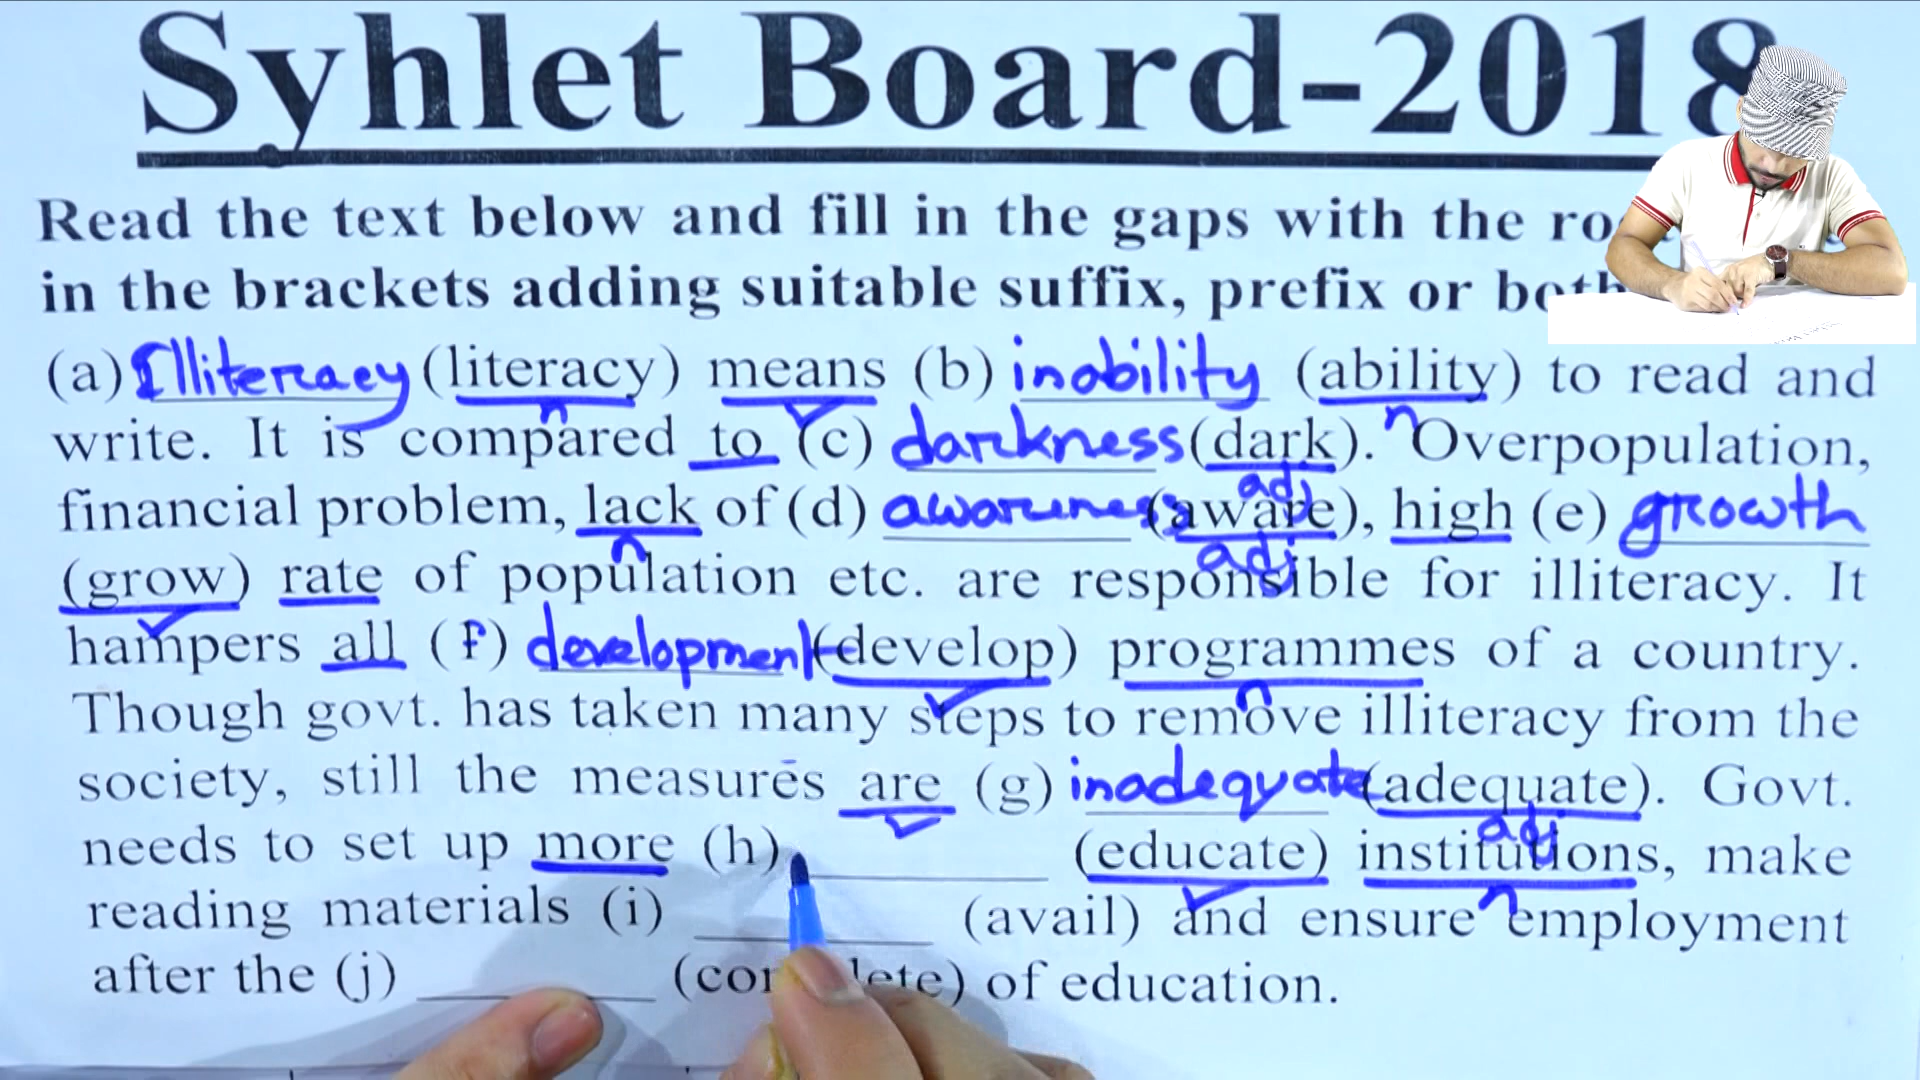 Syhlet Board-2018
Read the text below and fill in the gaps with the
in the brackets adding suitable suffix, prefix or
(a) Illiteracy (literacy) means (b) inability (ability) to read and
n n
write. It is compared to (c) darkness (dark). Overpopulation,
adj
financial problem, lack of (d) awareness (aware), high (e) growth
n adj
(grow) rate of population etc. are responsible for illiteracy. It
hampers all (f) development (develop) programmes of a country.
n
Though govt. has taken many steps to remove illiteracy from the
society, still the measures are (g) inadequate (adequate). Govt.
adj
needs to set up more (h) (educate) institutions, make
n
reading materials (i) (avail) and ensure employment
after the (j) of education.